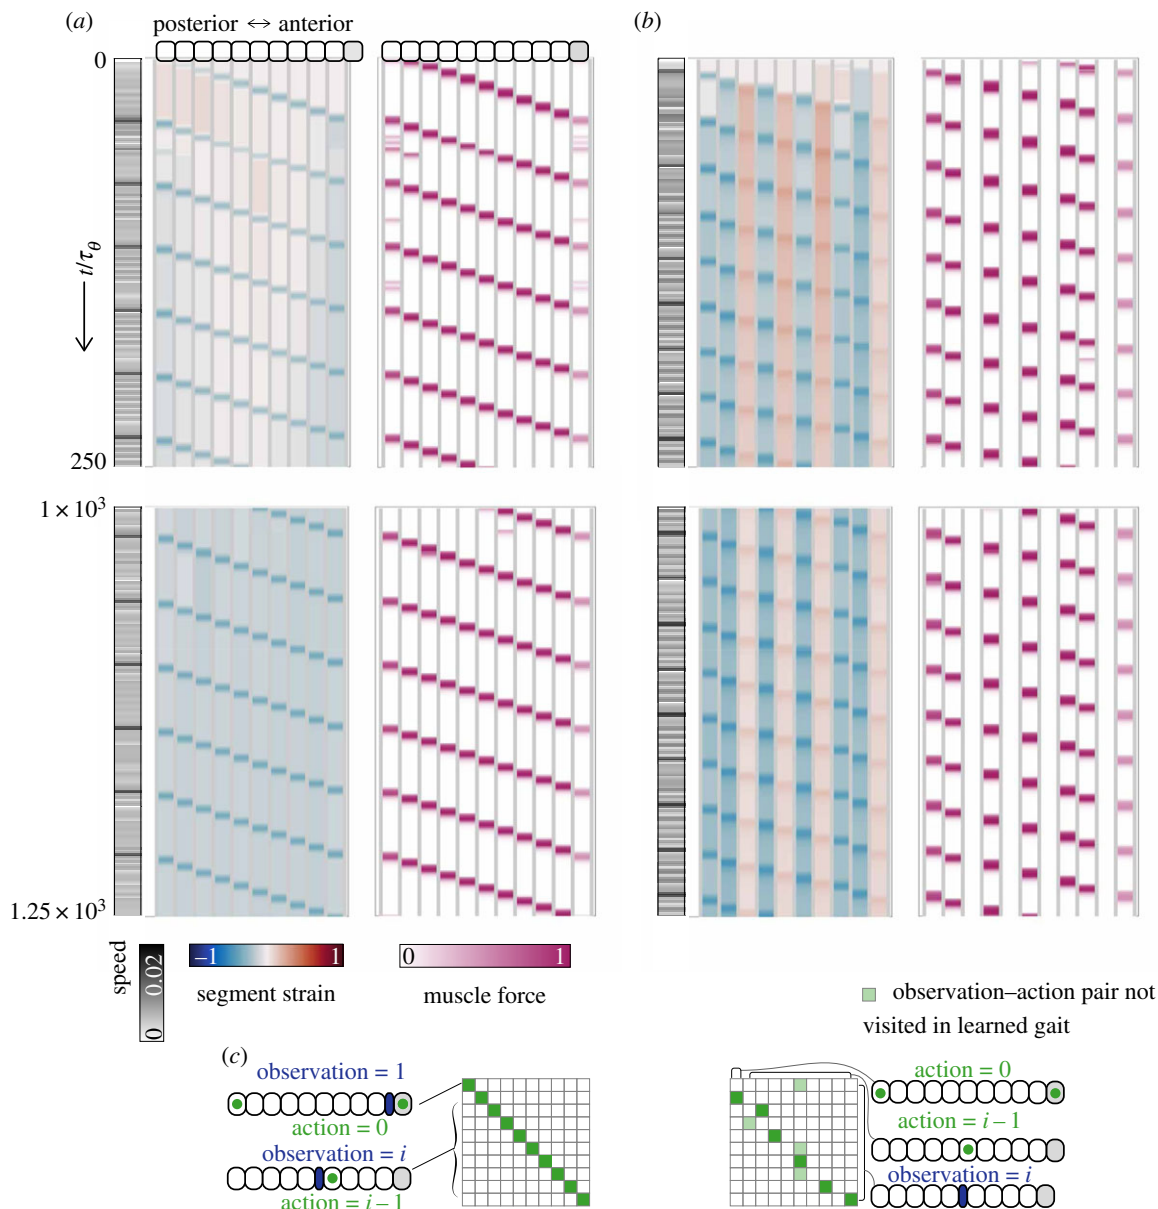 (a)
posterior ↔ anterior
(b)
0
t/τθ
250
1 × 10³
1.25 × 10³
speed
0 0.02
−1 1
segment strain
0 1
muscle force
observation–action pair not
visited in learned gait
(c)
observation = 1
action = 0
observation = i
action = i−1
action = 0
action = i−1
observation = i